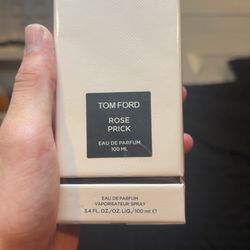 TOM FORD
ROSE
PRICK
EAU DE PARFUM
100 ML
EAU DE PARFUM
VAPORISATEUR SPRAY
3.4 FL.OZ./OZ.LIQ./100 ml ℮